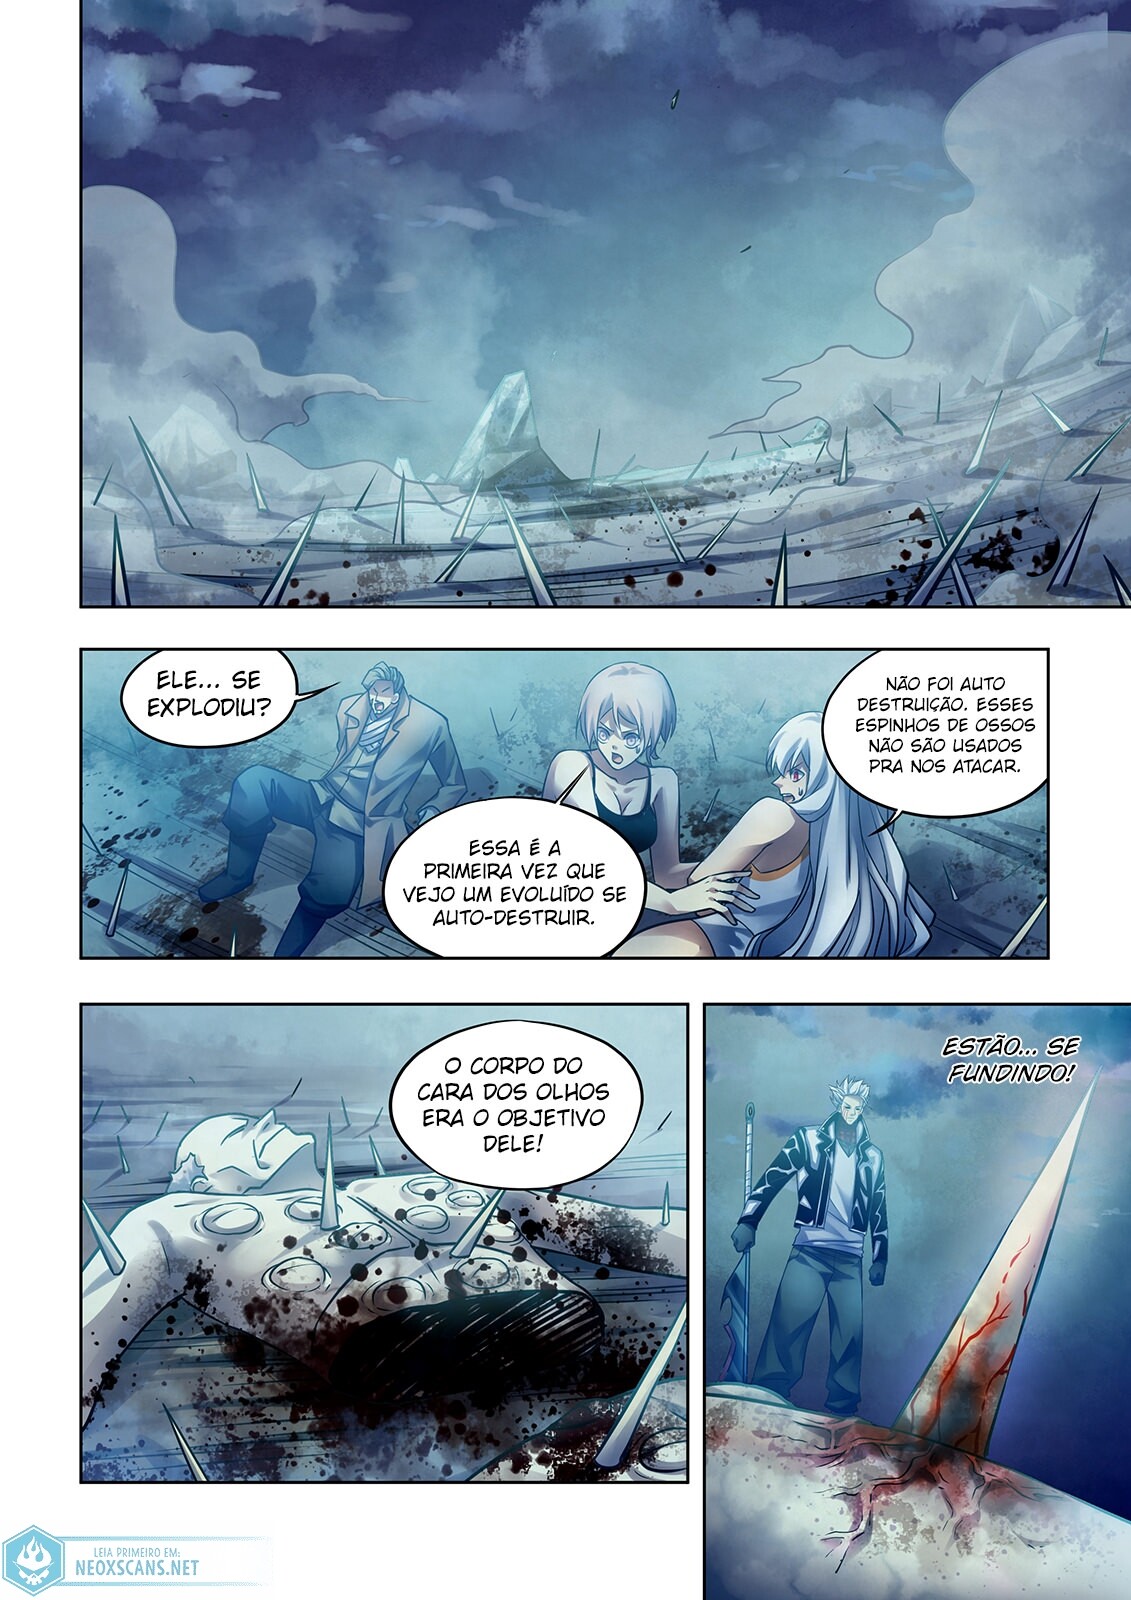 ELE... SE
EXPLODIU?
ESSA É A
PRIMEIRA VEZ QUE
VEJO UM EVOLUÍDO SE
AUTO-DESTRUIR.
NÃO FOI AUTO
DESTRUIÇÃO. ESSES
ESPINHOS DE OSSOS
NÃO SÃO USADOS
PRA NOS ATACAR.
O CORPO DO
CARA DOS OLHOS
ERA O OBJETIVO
DELE!
ESTÃO... SE
FUNDINDO!
LEIA PRIMEIRO EM:
NEOXSCANS.NET